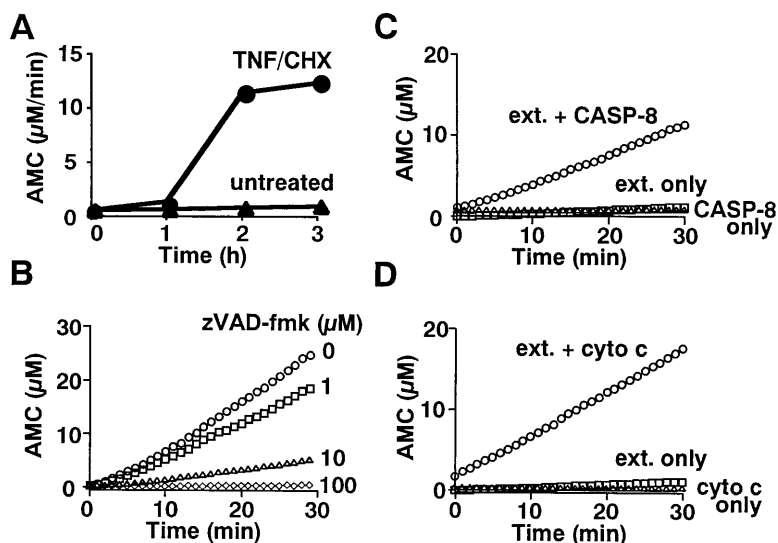 A
AMC (µM/min)
15
10
5
0
TNF/CHX
untreated
0 1 2 3
Time (h)
B
AMC (µM)
30
20
10
0
zVAD-fmk (µM)
0
1
10
100
0 10 20 30
Time (min)
C
AMC (µM)
20
10
0
ext. + CASP-8
ext. only
CASP-8
only
0 10 20 30
Time (min)
D
AMC (µM)
20
10
0
ext. + cyto c
ext. only
cyto c
only
0 10 20 30
Time (min)